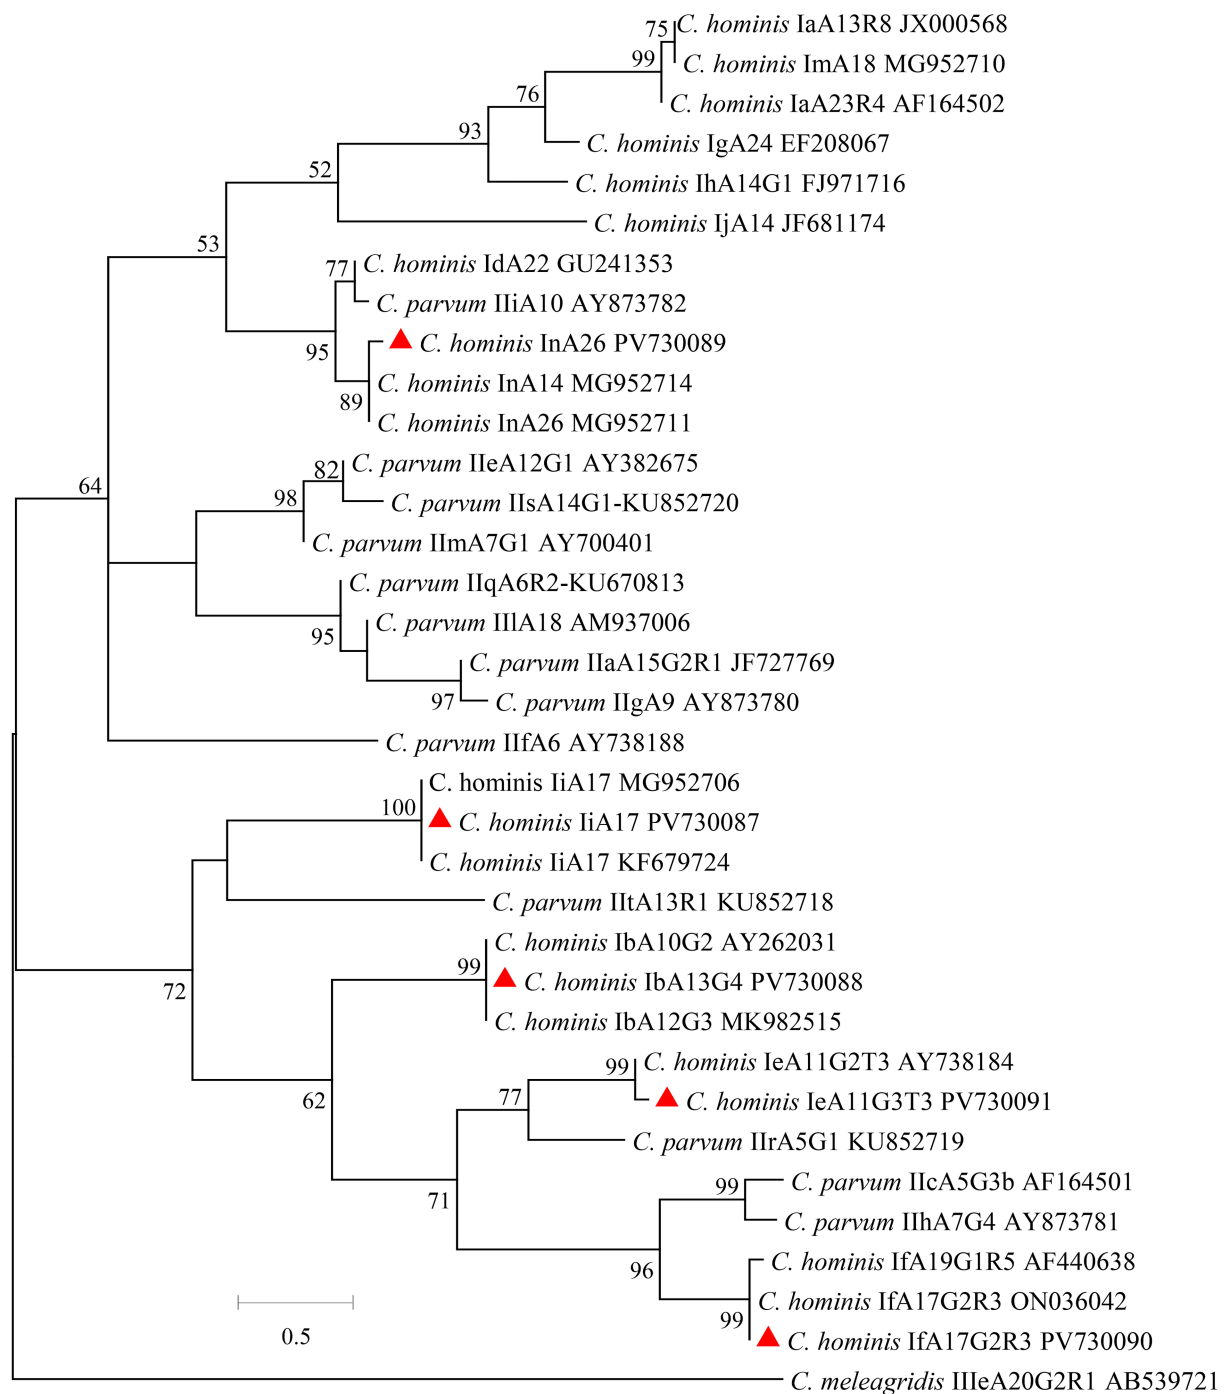 75 C. hominis IaA13R8 JX000568
99 C. hominis ImA18 MG952710
C. hominis IaA23R4 AF164502
76
93 C. hominis IgA24 EF208067
52 C. hominis IhA14G1 FJ971716
C. hominis IjA14 JF681174
53
77 C. hominis IdA22 GU241353
C. parvum IIiA10 AY873782
95 C. hominis InA26 PV730089
C. hominis InA14 MG952714
89
C. hominis InA26 MG952711
82 C. parvum IIeA12G1 AY382675
64 98 C. parvum IIsA14G1-KU852720
C. parvum IImA7G1 AY700401
C. parvum IIqA6R2-KU670813
95 C. parvum IIlA18 AM937006
C. parvum IIaA15G2R1 JF727769
97 C. parvum IIgA9 AY873780
C. parvum IIfA6 AY738188
C. hominis IiA17 MG952706
100 C. hominis IiA17 PV730087
C. hominis IiA17 KF679724
C. parvum IItA13R1 KU852718
C. hominis IbA10G2 AY262031
99 C. hominis IbA13G4 PV730088
72
C. hominis IbA12G3 MK982515
99 C. hominis IeA11G2T3 AY738184
62 77 C. hominis IeA11G3T3 PV730091
C. parvum IIrA5G1 KU852719
99 C. parvum IIcA5G3b AF164501
71
C. parvum IIhA7G4 AY873781
96 C. hominis IfA19G1R5 AF440638
C. hominis IfA17G2R3 ON036042
99
0.5 C. hominis IfA17G2R3 PV730090
C. meleagridis IIIeA20G2R1 AB539721